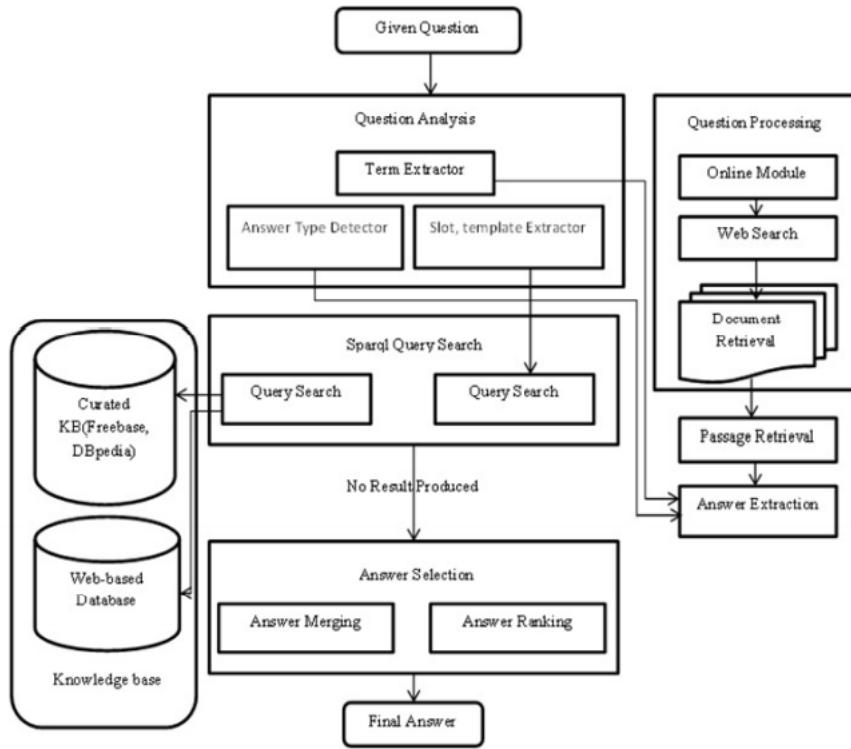 Given Question
Question Analysis
Term Extractor
Answer Type Detector
Slot, template Extractor
Question Processing
Online Module
Web Search
Document
Retrieval
Passage Retrieval
Answer Extraction
Sparql Query Search
Query Search
Query Search
Curated
KB(Freebase,
DBpedia)
Web-based
Database
Knowledge base
No Result Produced
Answer Selection
Answer Merging
Answer Ranking
Final Answer